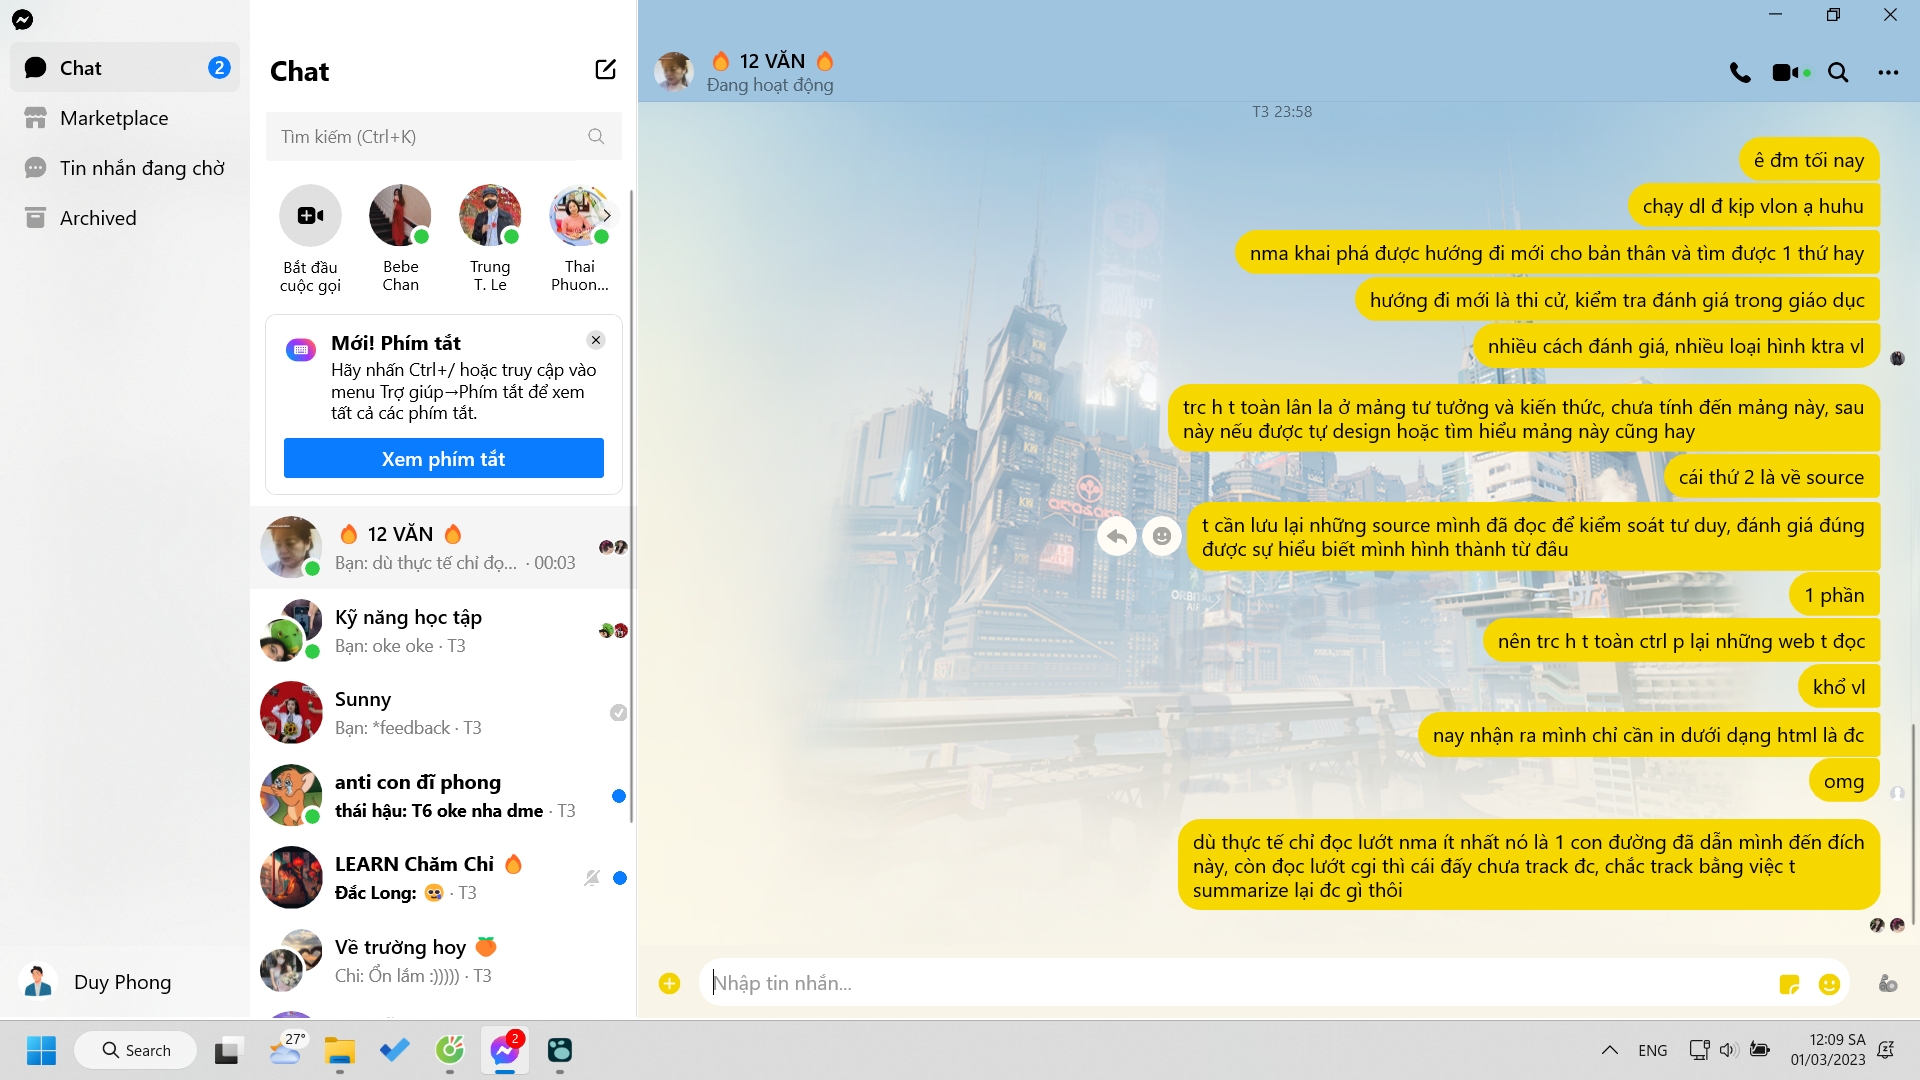 Chat
2
Marketplace
Tin nhắn đang chờ
Archived
Duy Phong
Chat
Tìm kiếm (Ctrl+K)
Bắt đầu
cuộc gọi
Bebe
Chan
Trung
T. Le
Thai
Phuon...
Mới! Phím tắt
Hãy nhấn Ctrl+/ hoặc truy cập vào
menu Trợ giúp→Phím tắt để xem
tất cả các phím tắt.
Xem phím tắt
🔥 12 VĂN 🔥
Bạn: dù thực tế chỉ đọ... · 00:03
Kỹ năng học tập
Bạn: oke oke · T3
Sunny
Bạn: *feedback · T3
anti con đĩ phong
thái hậu: T6 oke nha dme · T3
LEARN Chăm Chỉ 🔥
Đắc Long: 🥲 · T3
Về trường hoy 🍑
Chi: Ổn lắm :))))) · T3
🔥 12 VĂN 🔥
Đang hoạt động
T3 23:58
ê đm tối nay
chạy dl đ kịp vlon ạ huhu
nma khai phá được hướng đi mới cho bản thân và tìm được 1 thứ hay
hướng đi mới là thi cử, kiểm tra đánh giá trong giáo dục
nhiều cách đánh giá, nhiều loại hình ktra vl
trc h t toàn lân la ở mảng tư tưởng và kiến thức, chưa tính đến mảng này, sau
này nếu được tự design hoặc tìm hiểu mảng này cũng hay
cái thứ 2 là về source
t cần lưu lại những source mình đã đọc để kiểm soát tư duy, đánh giá đúng
được sự hiểu biết mình hình thành từ đâu
1 phần
nên trc h t toàn ctrl p lại những web t đọc
khổ vl
nay nhận ra mình chỉ cần in dưới dạng html là đc
omg
dù thực tế chỉ đọc lướt nma ít nhất nó là 1 con đường đã dẫn mình đến đích
này, còn đọc lướt cgi thì cái đấy chưa track đc, chắc track bằng việc t
summarize lại đc gì thôi
arasaka
ORBITAL
AIR
Nhập tin nhắn...
Search
27°
2
ENG
12:09 SA
01/03/2023